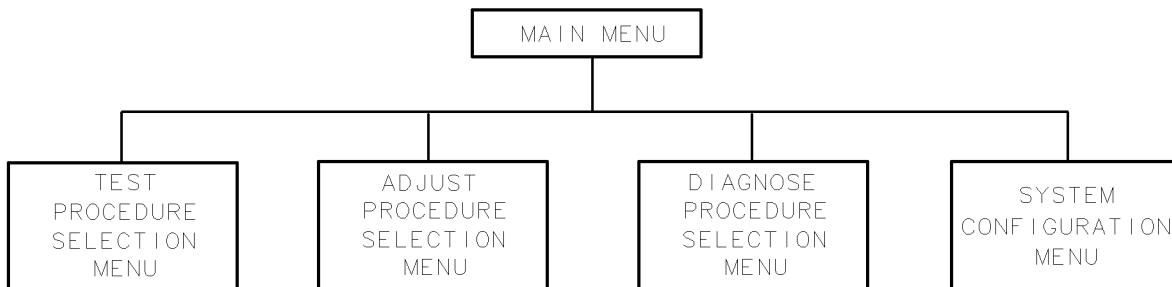 MAIN MENU
TEST
PROCEDURE
SELECTION
MENU
ADJUST
PROCEDURE
SELECTION
MENU
DIAGNOSE
PROCEDURE
SELECTION
MENU
SYSTEM
CONFIGURATION
MENU